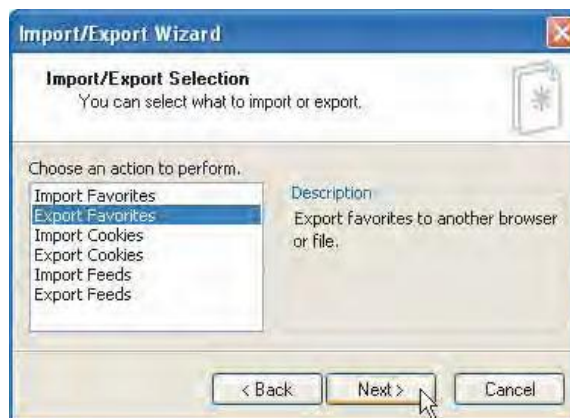 Import/Export Wizard
Import/Export Selection
You can select what to import or export.
Choose an action to perform.
Import Favorites
Export Favorites
Import Cookies
Export Cookies
Import Feeds
Export Feeds
Description
Export favorites to another browser
or file.
< Back
Next >
Cancel